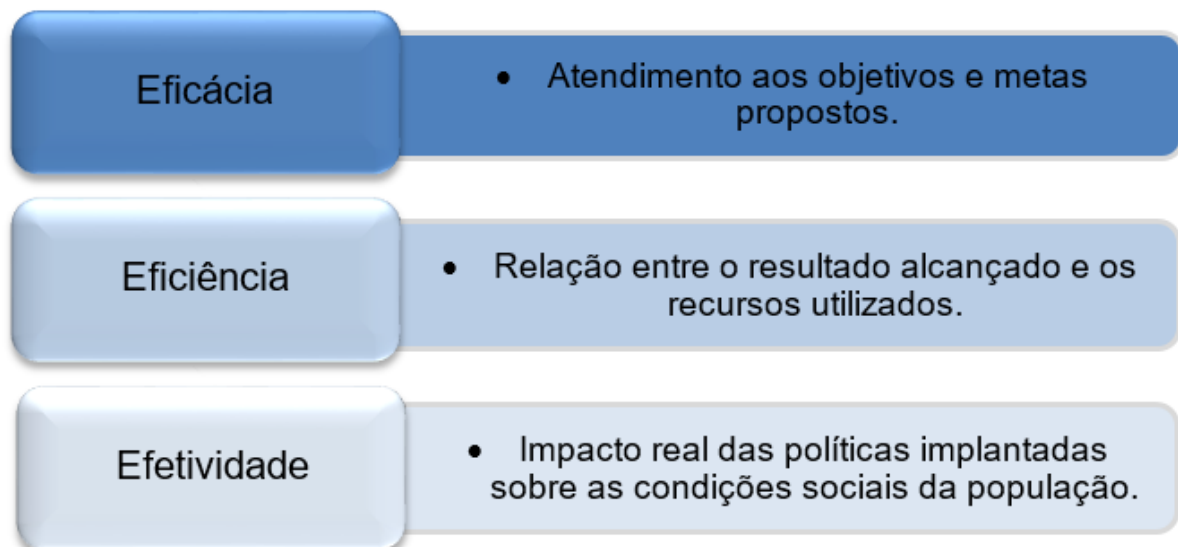 Eficácia
• Atendimento aos objetivos e metas
propostos.
Eficiência
• Relação entre o resultado alcançado e os
recursos utilizados.
Efetividade
• Impacto real das políticas implantadas
sobre as condições sociais da população.